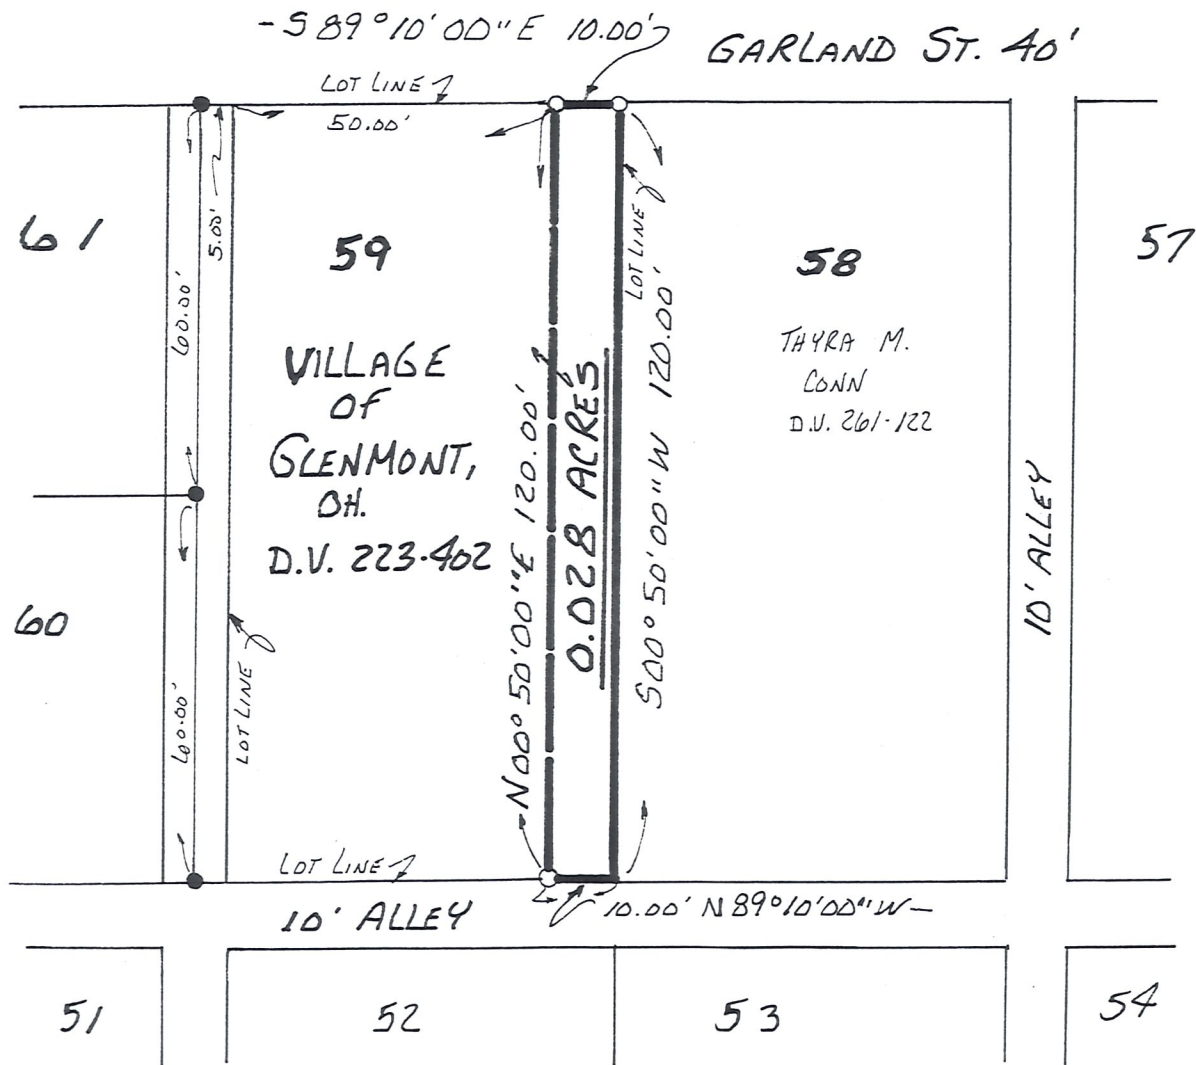 - S 89°10'00" E 10.00'
GARLAND ST. 40'
LOT LINE
50.00'
61
60.00'
5.00'
59
LOT LINE
58
57
VILLAGE
OF
GLENMONT,
OH.
D.V. 223-402
THYRA M.
CONN
D.V. 261-122
N00°50'00"E 120.00'
0.028 ACRES
S00°50'00"W 120.00'
10' ALLEY
60
60.00'
LOT LINE
LOT LINE
10' ALLEY
10.00' N89°10'00"W-
51
52
53
54